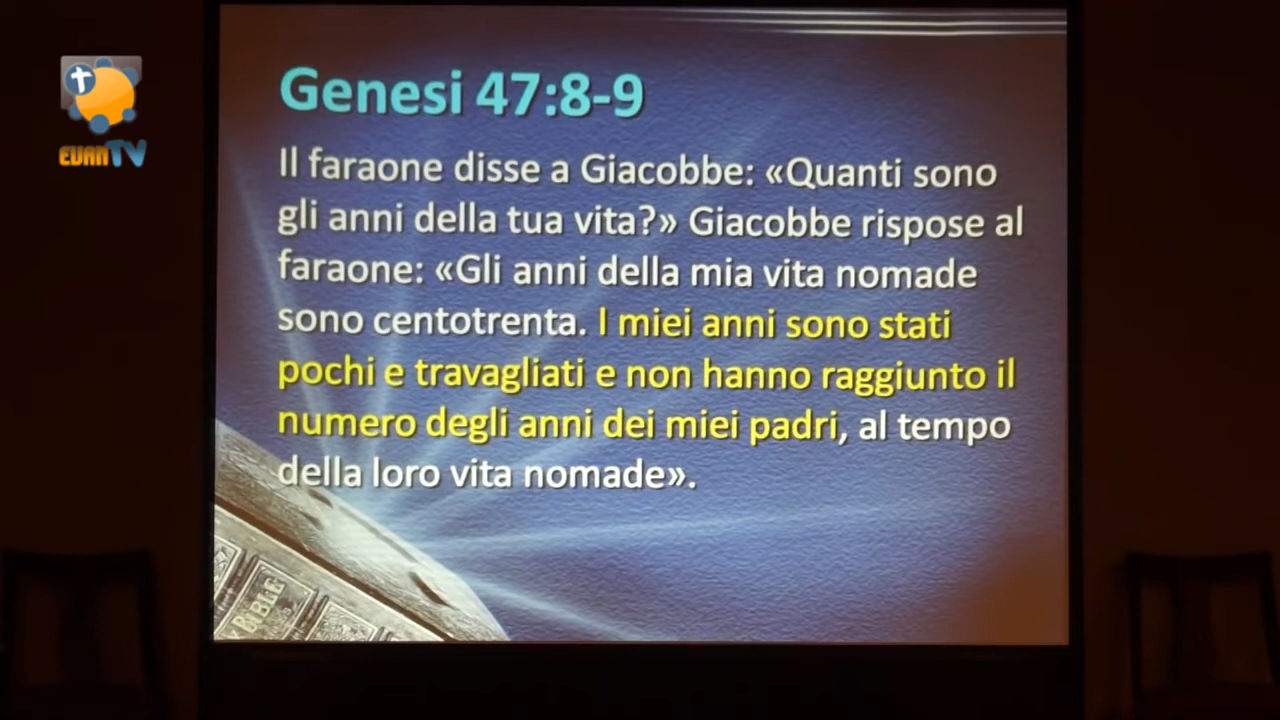 EVANTV
Genesi 47:8-9
Il faraone disse a Giacobbe: «Quanti sono
gli anni della tua vita?» Giacobbe rispose al
faraone: «Gli anni della mia vita nomade
sono centotrenta. I miei anni sono stati
pochi e travagliati e non hanno raggiunto il
numero degli anni dei miei padri, al tempo
della loro vita nomade».
BIBLE